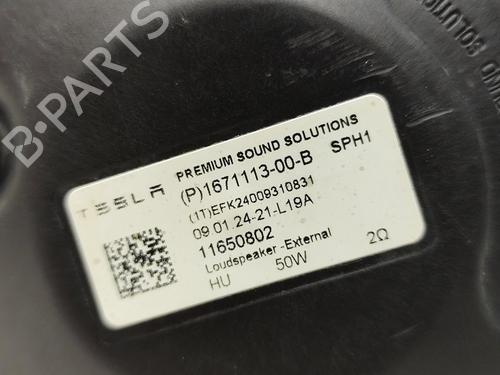 B-PARTS
SOLUTIO
TESLA
PREMIUM SOUND SOLUTIONS
(P)1671113-00-B SPH1
(1T)EFK24009310831
09 01.24-21-L19A
11650802
Loudspeaker -External
HU 50W 2Ω